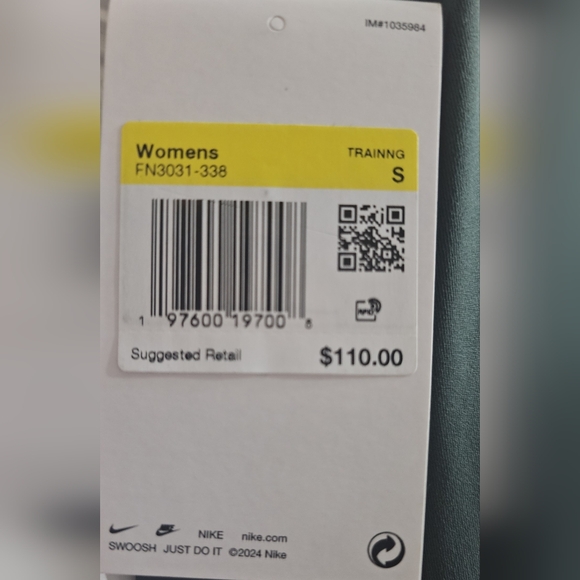 IM#1035984
Womens
TRAINNG
FN3031-338
S
1 97600 19700 8
RFID
Suggested Retail
$110.00
NIKE nike.com
SWOOSH JUST DO IT ©2024 Nike